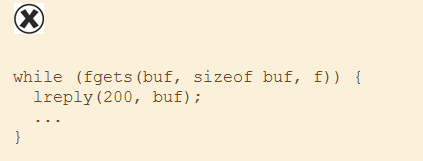 while (fgets(buf, sizeof buf, f)) {
lreply(200, buf);
...
}